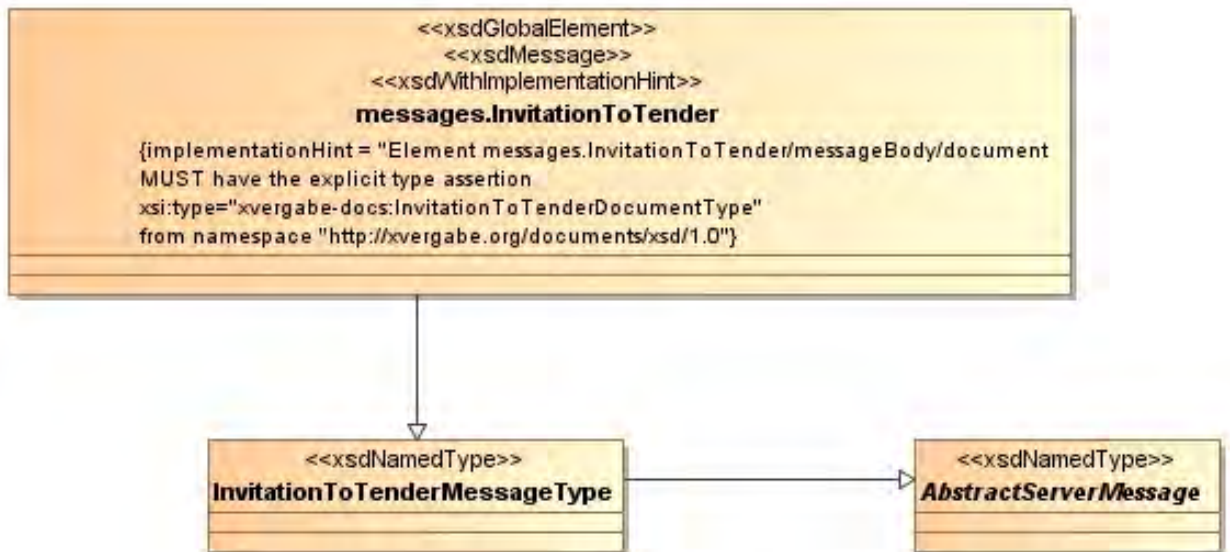 <<xsdGlobalElement>>
<<xsdMessage>>
<<xsdWithImplementationHint>>
messages.InvitationToTender
{implementationHint = "Element messages.InvitationToTender/messageBody/document
MUST have the explicit type assertion
xsi:type="xvergabe-docs:InvitationToTenderDocumentType"
from namespace "http://xvergabe.org/documents/xsd/1.0"}
<<xsdNamedType>>
InvitationToTenderMessageType
<<xsdNamedType>>
AbstractServerMessage